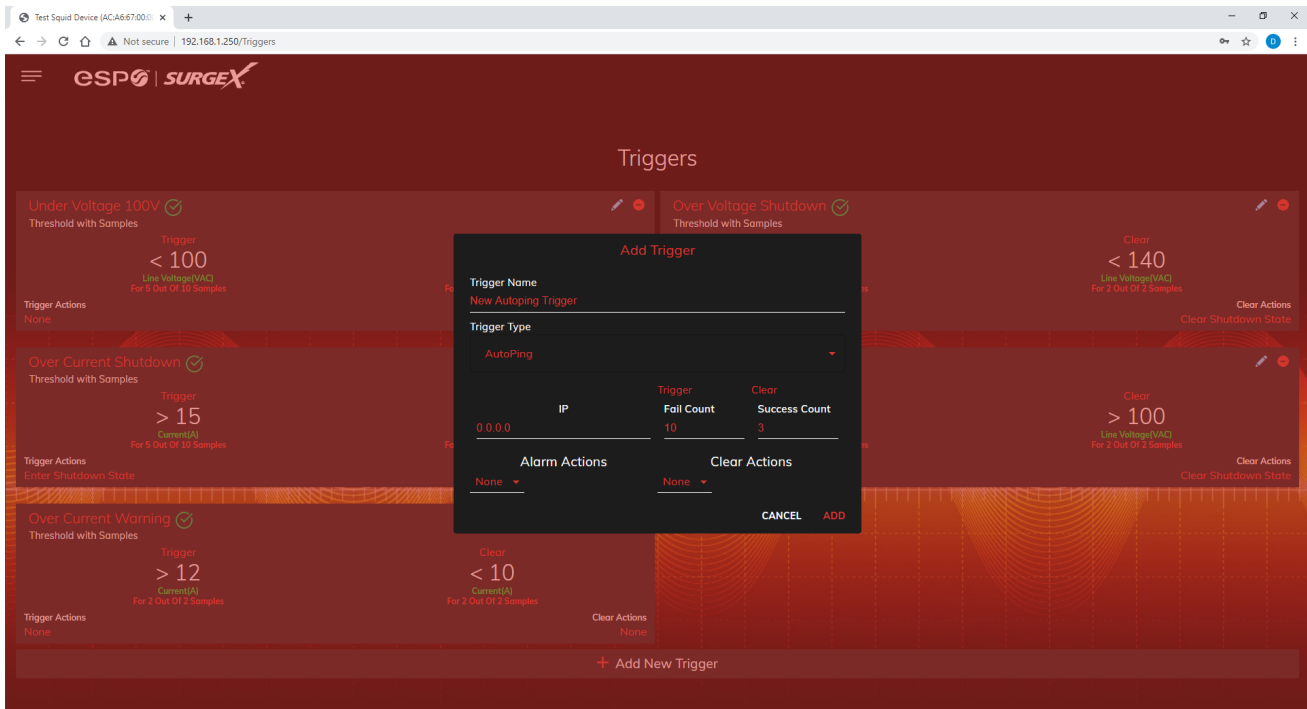 Test Squid Device (AC:A6:67:00:0
Not secure | 192.168.1.250/Triggers
D
esp | SURGEX
Triggers
Under Voltage 100V
Threshold with Samples
Trigger
< 100
Line Voltage(VAC)
For 5 Out Of 10 Samples
Trigger Actions
None
Over Voltage Shutdown
Threshold with Samples
Clear
< 140
Line Voltage(VAC)
For 2 Out Of 2 Samples
Clear Actions
Clear Shutdown State
Over Current Shutdown
Threshold with Samples
Trigger
> 15
Current(A)
For 5 Out Of 10 Samples
Trigger Actions
Enter Shutdown State
Clear
> 100
Line Voltage(VAC)
For 2 Out Of 2 Samples
Clear Actions
Clear Shutdown State
Add Trigger
Trigger Name
New Autoping Trigger
Trigger Type
AutoPing
Trigger Clear
IP Fail Count Success Count
0.0.0.0 10 3
Alarm Actions Clear Actions
None None
CANCEL ADD
Over Current Warning
Threshold with Samples
Trigger
> 12
Current(A)
For 2 Out Of 2 Samples
Trigger Actions
None
Clear
< 10
Current(A)
For 2 Out Of 2 Samples
Clear Actions
None
+ Add New Trigger